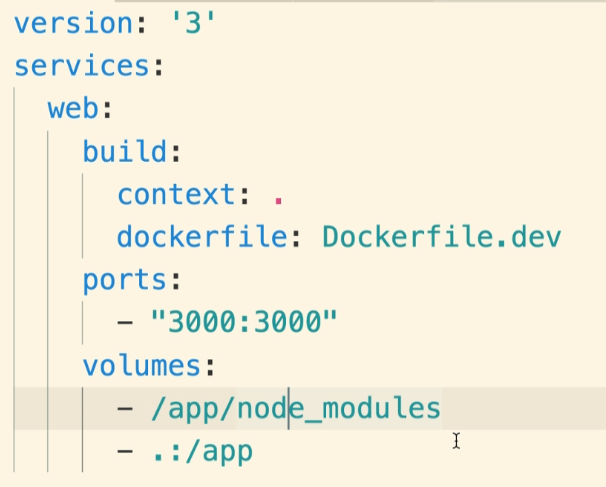 version: '3'
services:
  web:
    build:
      context: .
      dockerfile: Dockerfile.dev
    ports:
      - "3000:3000"
    volumes:
      - /app/node_modules
      - .:/app